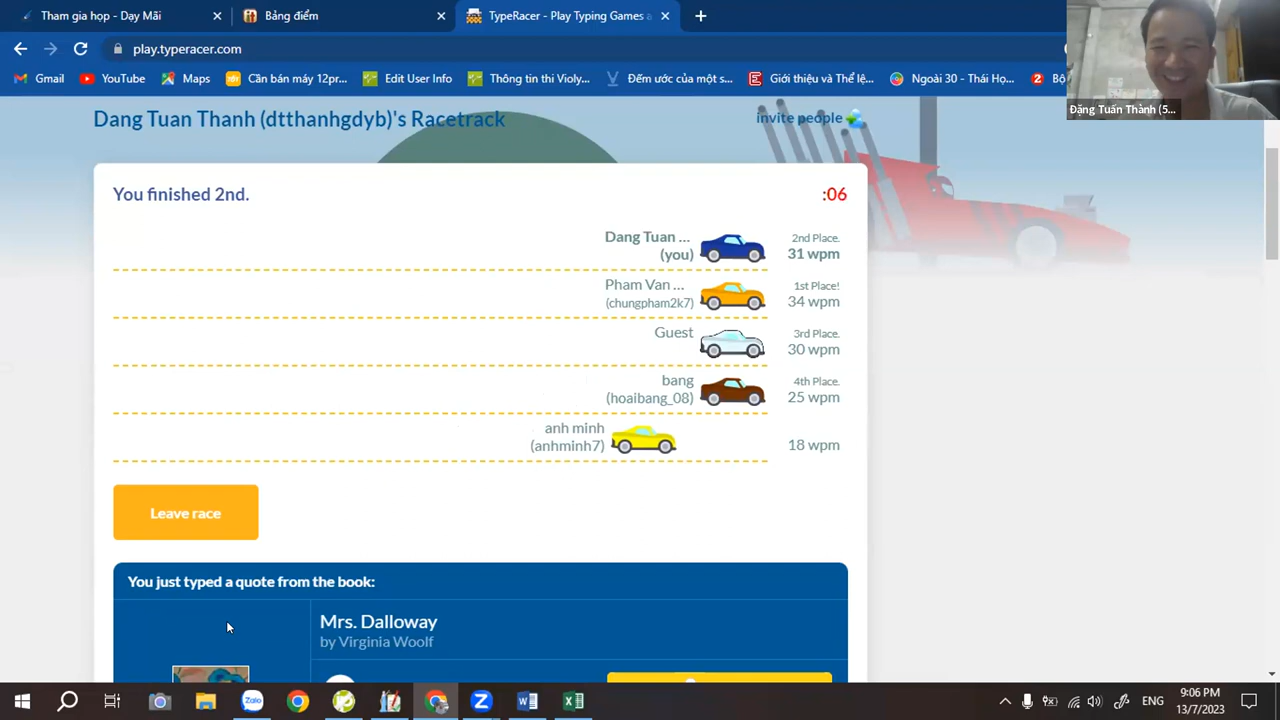 Tham gia họp - Dạy Mãi
Bảng điểm
TypeRacer - Play Typing Games a
play.typeracer.com
Gmail
YouTube
Maps
Căn bán máy 12pr...
Edit User Info
Thông tin thi Violy...
Đếm ước của một s...
Giới thiệu và Thể lệ...
Ngoài 30 - Thái Họ...
Bộ
Đặng Tuấn Thành (5...
Dang Tuan Thanh (dtthanhgdyb)'s Racetrack
invite people
You finished 2nd.
:06
Dang Tuan ...
(you)
2nd Place.
31 wpm
Pham Van ...
(chungpham2k7)
1st Place!
34 wpm
Guest
3rd Place.
30 wpm
bang
(hoaibang_08)
4th Place.
25 wpm
anh minh
(anhminh7)
18 wpm
Leave race
You just typed a quote from the book:
Mrs. Dalloway
by Virginia Woolf
Zalo
ENG
9:06 PM
13/7/2023